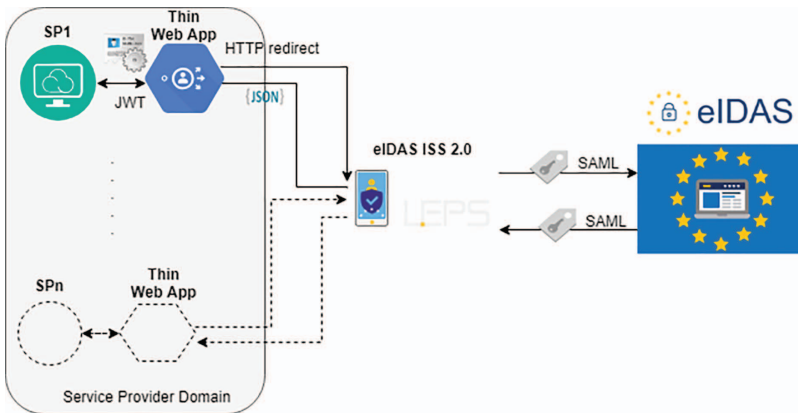 SP1
Thin
Web App
HTTP redirect
JWT
{JSON}
eIDAS ISS 2.0
LEPS
SAML
SAML
eIDAS
SPn
Thin
Web App
Service Provider Domain